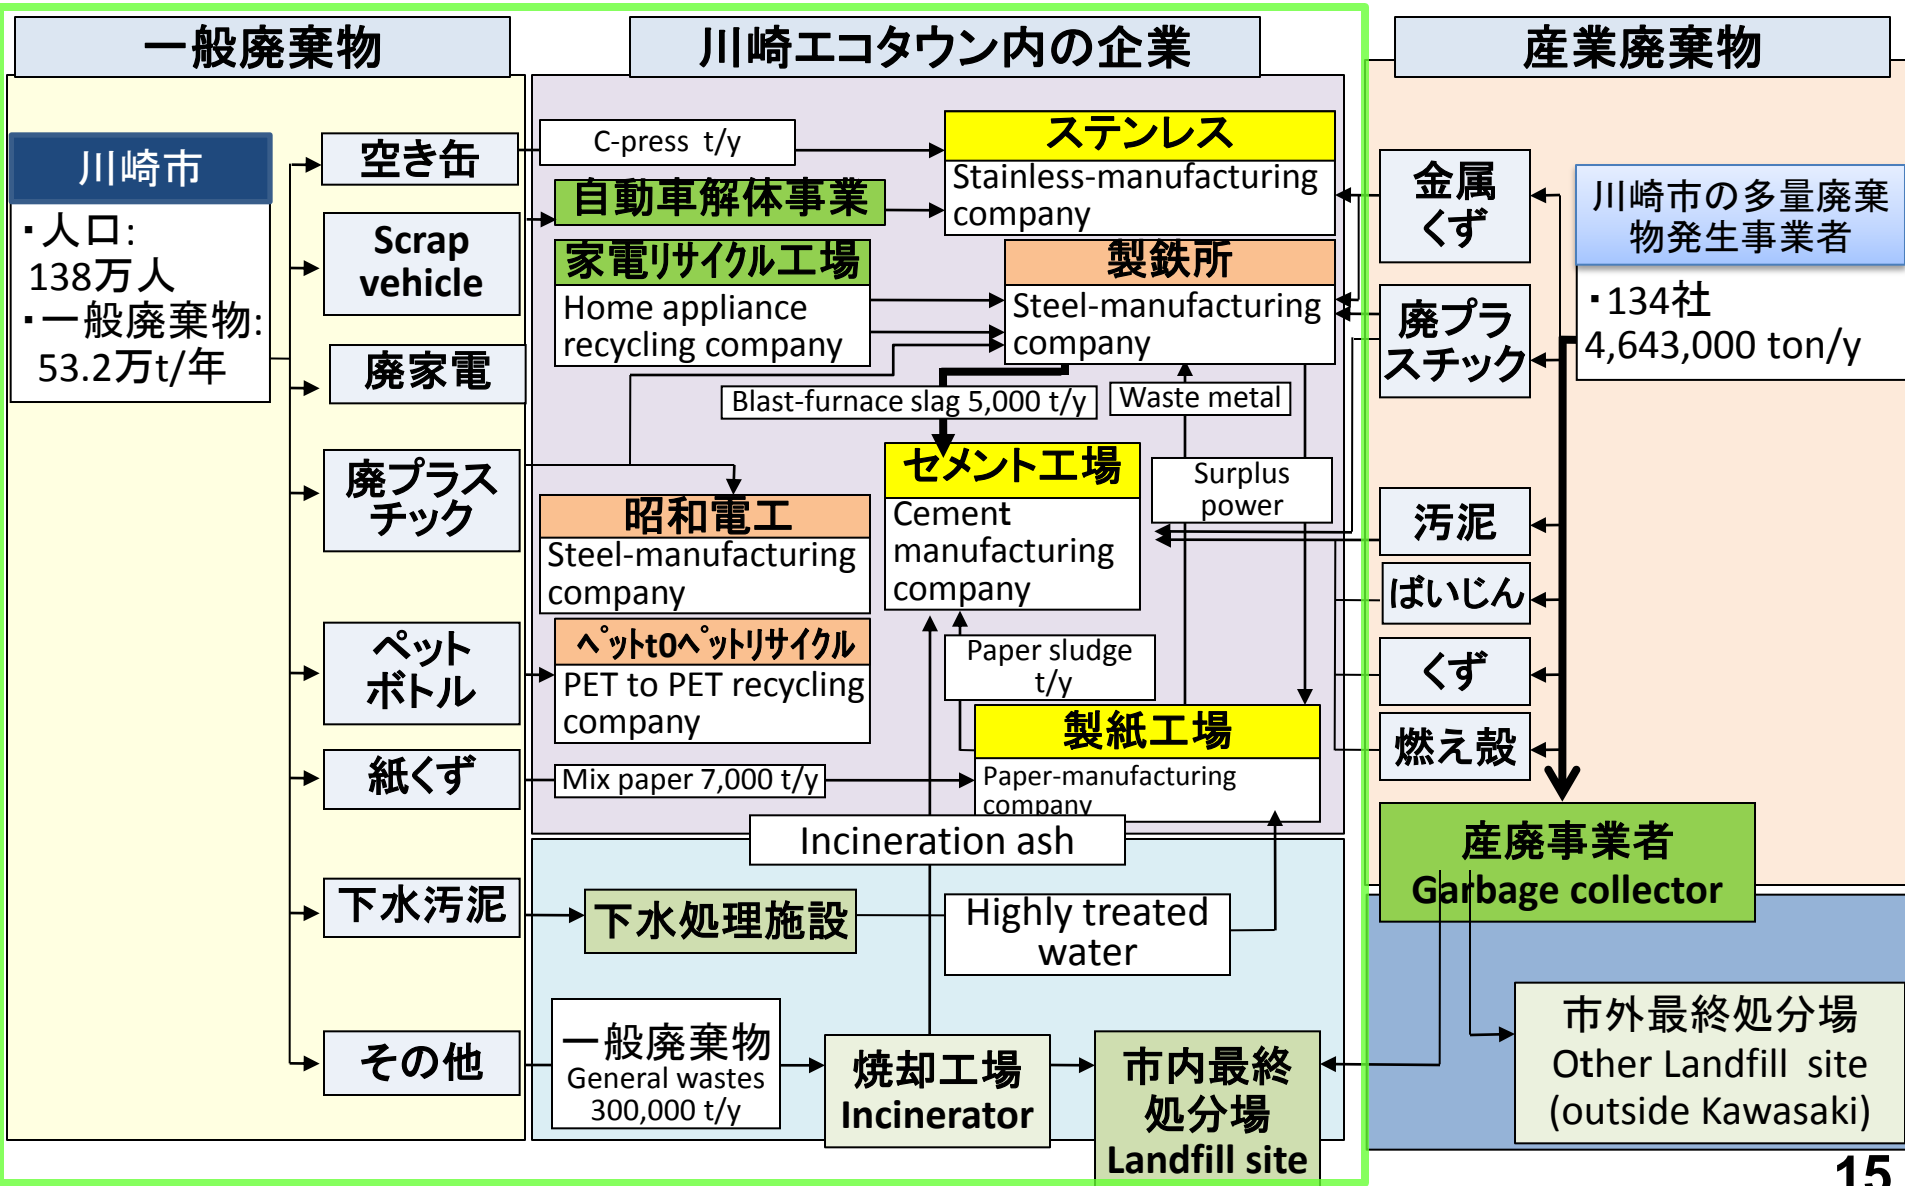 一般廃棄物
川崎エコタウン内の企業
産業廃棄物
川崎市
・人口:
138万人
・一般廃棄物:
53.2万t/年
空き缶
Scrap
vehicle
廃家電
廃プラス
チック
ペット
ボトル
紙くず
下水汚泥
その他
C-press t/y
自動車解体事業
家電リサイクル工場
Home appliance
recycling company
ステンレス
Stainless-manufacturing
company
製鉄所
Steel-manufacturing
company
Blast-furnace slag 5,000 t/y
Waste metal
セメント工場
Cement
manufacturing
company
Surplus
power
昭和電工
Steel-manufacturing
company
ペットt0ペットリサイクル
PET to PET recycling
company
Paper sludge
t/y
製紙工場
Paper-manufacturing
company
Mix paper 7,000 t/y
Incineration ash
下水処理施設
Highly treated
water
一般廃棄物
General wastes
300,000 t/y
焼却工場
Incinerator
市内最終
処分場
Landfill site
金属
くず
廃プラ
スチック
汚泥
ばいじん
くず
燃え殻
川崎市の多量廃棄
物発生事業者
・134社
4,643,000 ton/y
産廃事業者
Garbage collector
市外最終処分場
Other Landfill site
(outside Kawasaki)
15